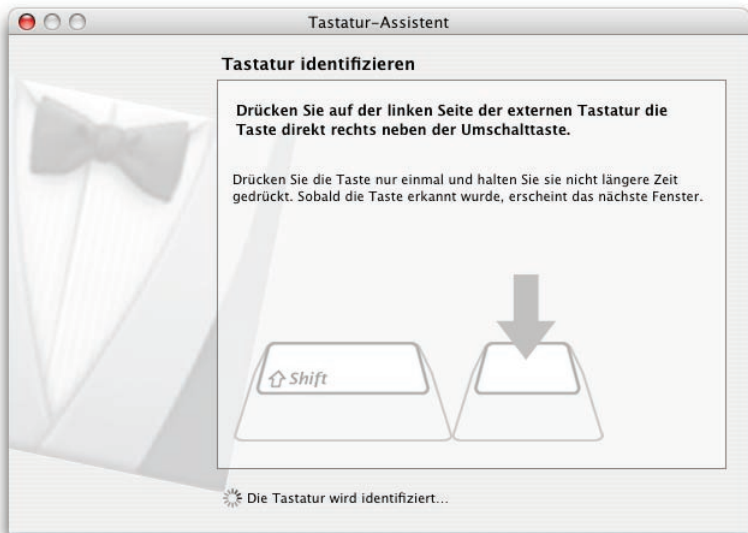 Tastatur-Assistent
Tastatur identifizieren
Drücken Sie auf der linken Seite der externen Tastatur die
Taste direkt rechts neben der Umschalttaste.
Drücken Sie die Taste nur einmal und halten Sie sie nicht längere Zeit
gedrückt. Sobald die Taste erkannt wurde, erscheint das nächste Fenster.
Shift
Die Tastatur wird identifiziert...